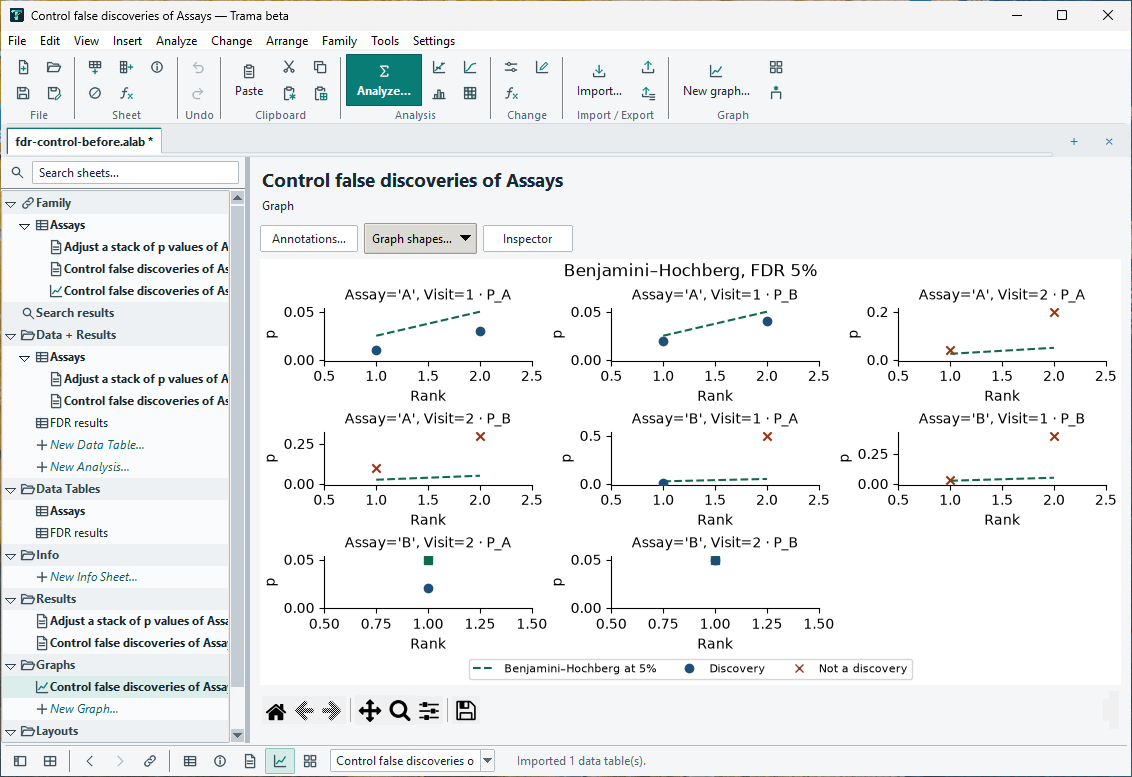 Control false discoveries of Assays — Trama beta
File Edit View Insert Analyze Change Arrange Family Tools Settings
Paste
Analyze...
Import...
New graph...
File Sheet Undo Clipboard Analysis Change Import / Export Graph
fdr-control-before.alab *
Search sheets...
Family
Assays
Adjust a stack of p values of A
Control false discoveries of As
Control false discoveries of As
Search results
Data + Results
Assays
Adjust a stack of p values of A
Control false discoveries of As
FDR results
New Data Table...
New Analysis...
Data Tables
Assays
FDR results
Info
New Info Sheet...
Results
Adjust a stack of p values of Assa
Control false discoveries of Assay
Graphs
Control false discoveries of Assay
New Graph...
Layouts
Control false discoveries of Assays
Graph
Annotations... Graph shapes... Inspector
Benjamini–Hochberg, FDR 5%
Assay='A', Visit=1 · P_A
p
0.05
0.00
0.5 1.0 1.5 2.0 2.5
Rank
Assay='A', Visit=1 · P_B
p
0.05
0.00
0.5 1.0 1.5 2.0 2.5
Rank
Assay='A', Visit=2 · P_A
p
0.2
0.0
0.5 1.0 1.5 2.0 2.5
Rank
Assay='A', Visit=2 · P_B
p
0.25
0.00
0.5 1.0 1.5 2.0 2.5
Rank
Assay='B', Visit=1 · P_A
p
0.5
0.0
0.5 1.0 1.5 2.0 2.5
Rank
Assay='B', Visit=1 · P_B
p
0.25
0.00
0.5 1.0 1.5 2.0 2.5
Rank
Assay='B', Visit=2 · P_A
p
0.05
0.00
0.50 0.75 1.00 1.25 1.50
Rank
Assay='B', Visit=2 · P_B
p
0.05
0.00
0.50 0.75 1.00 1.25 1.50
Rank
Benjamini–Hochberg at 5% Discovery Not a discovery
Control false discoveries o
Imported 1 data table(s).